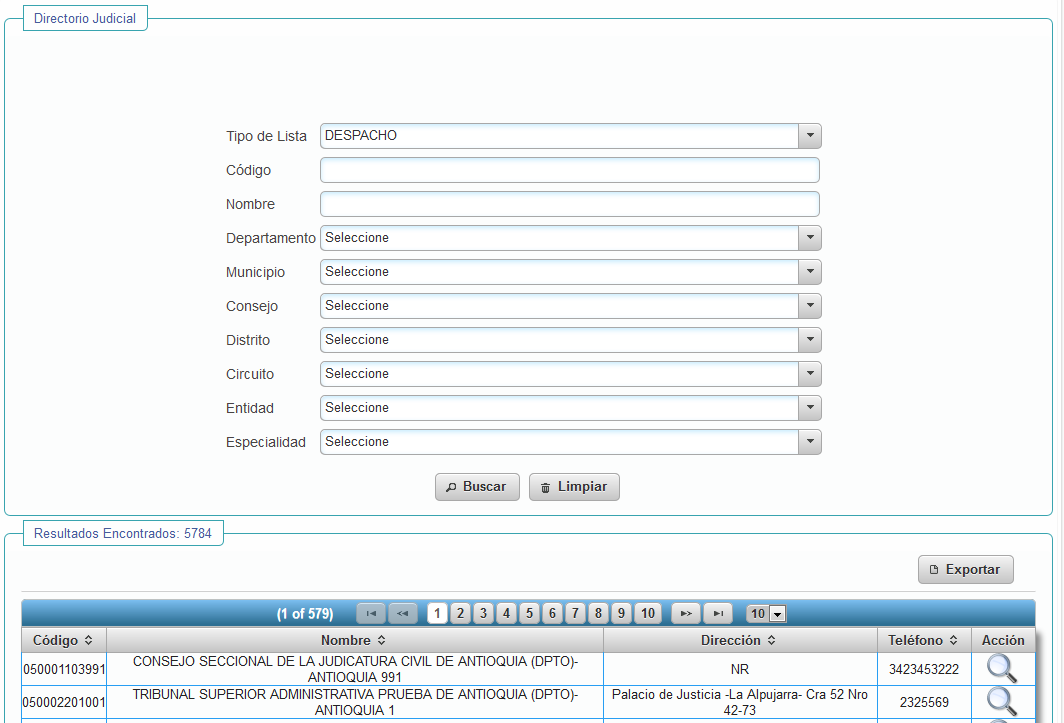 Directorio Judicial
Tipo de Lista DESPACHO
Código
Nombre
Departamento Seleccione
Municipio Seleccione
Consejo Seleccione
Distrito Seleccione
Circuito Seleccione
Entidad Seleccione
Especialidad Seleccione
Buscar Limpiar
Resultados Encontrados: 5784
Exportar
(1 of 579) 1 2 3 4 5 6 7 8 9 10 10
Código Nombre Dirección Teléfono Acción
050001103991 CONSEJO SECCIONAL DE LA JUDICATURA CIVIL DE ANTIOQUIA (DPTO)-
ANTIOQUIA 991 NR 3423453222
050002201001 TRIBUNAL SUPERIOR ADMINISTRATIVA PRUEBA DE ANTIOQUIA (DPTO)-
ANTIOQUIA 1 Palacio de Justicia -La Alpujarra- Cra 52 Nro
42-73 2325569